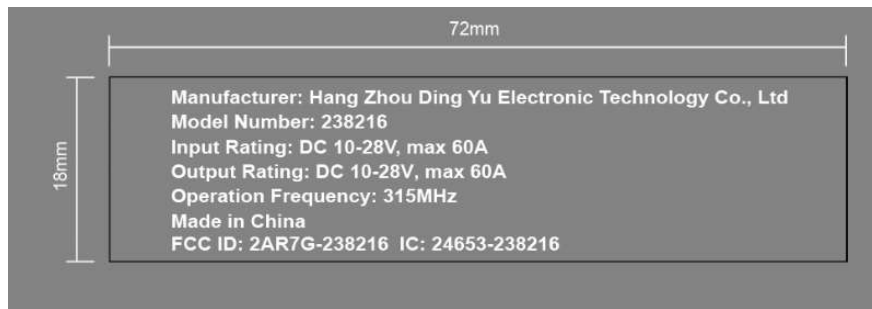 72mm
18mm
Manufacturer: Hang Zhou Ding Yu Electronic Technology Co., Ltd
Model Number: 238216
Input Rating: DC 10-28V, max 60A
Output Rating: DC 10-28V, max 60A
Operation Frequency: 315MHz
Made in China
FCC ID: 2AR7G-238216  IC: 24653-238216